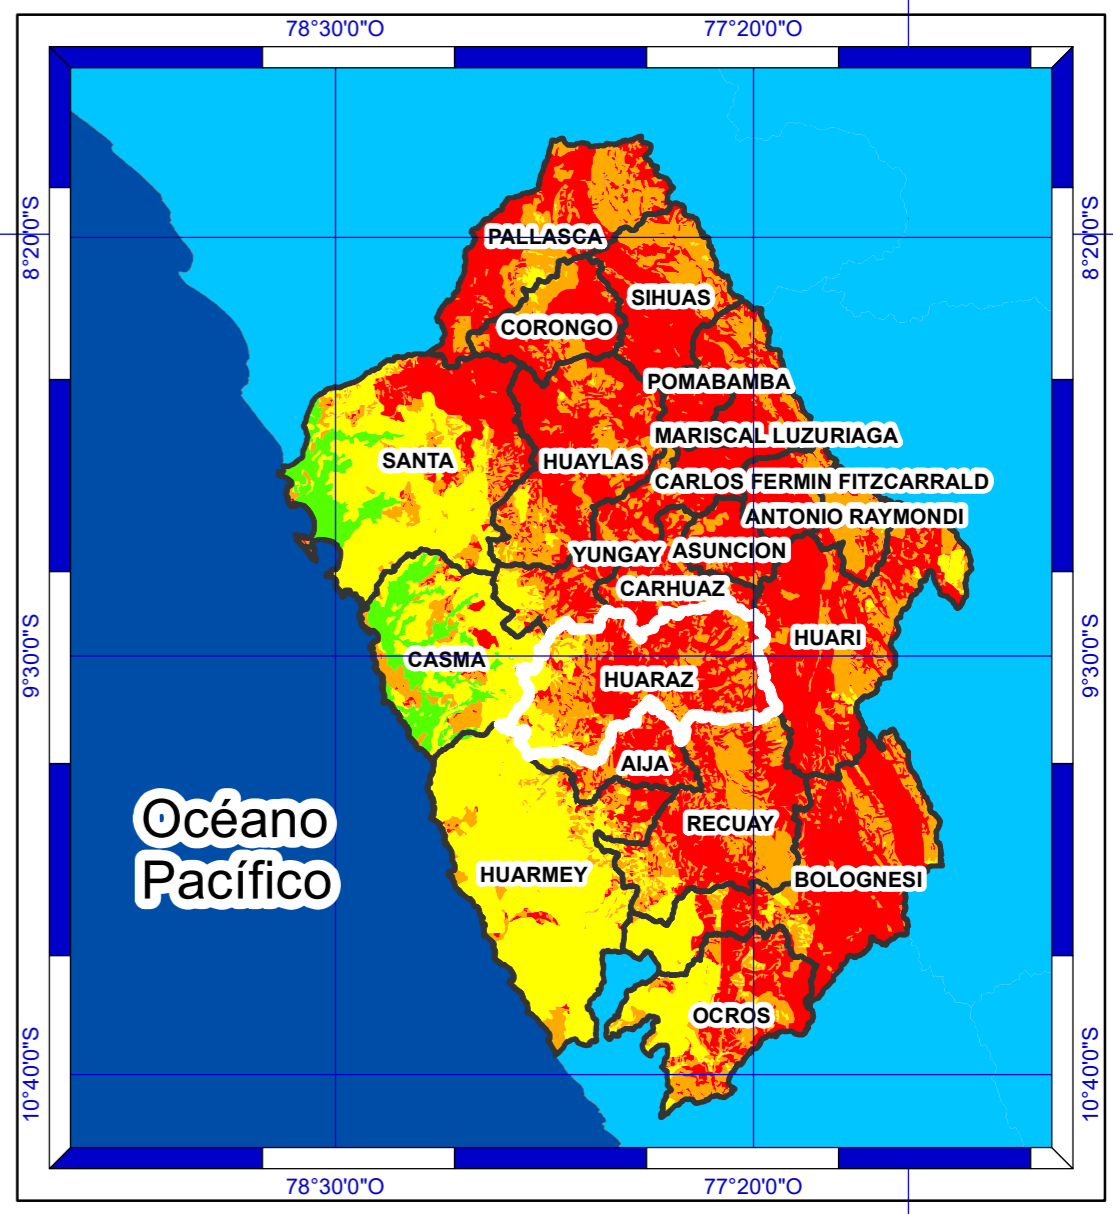 78°30'0"O
77°20'0"O
8°20'0"S
8°20'0"S
PALLASCA
SIHUAS
CORONGO
POMABAMBA
MARISCAL LUZURIAGA
SANTA
HUAYLAS
CARLOS FERMIN FITZCARRALD
ANTONIO RAYMONDI
YUNGAY
ASUNCION
CARHUAZ
HUARI
9°30'0"S
9°30'0"S
CASMA
HUARAZ
AIJA
Océano
Pacífico
RECUAY
HUARMEY
BOLOGNESI
OCROS
10°40'0"S
10°40'0"S
78°30'0"O
77°20'0"O